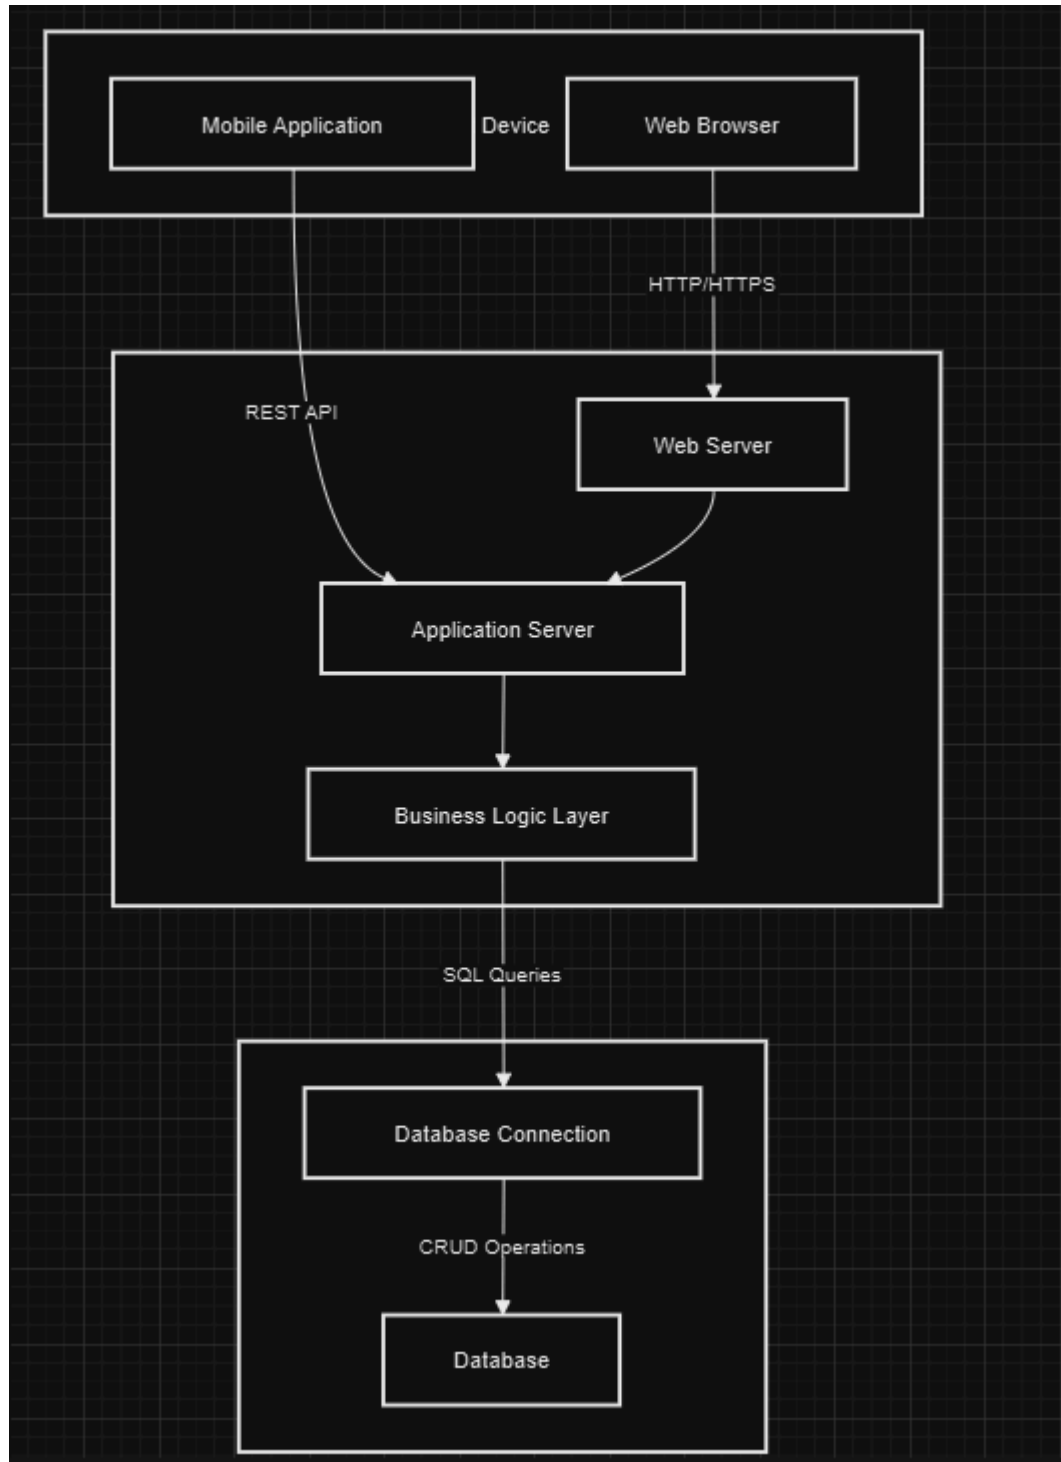 Mobile Application
Device
Web Browser
HTTP/HTTPS
REST API
Web Server
Application Server
Business Logic Layer
SQL Queries
Database Connection
CRUD Operations
Database